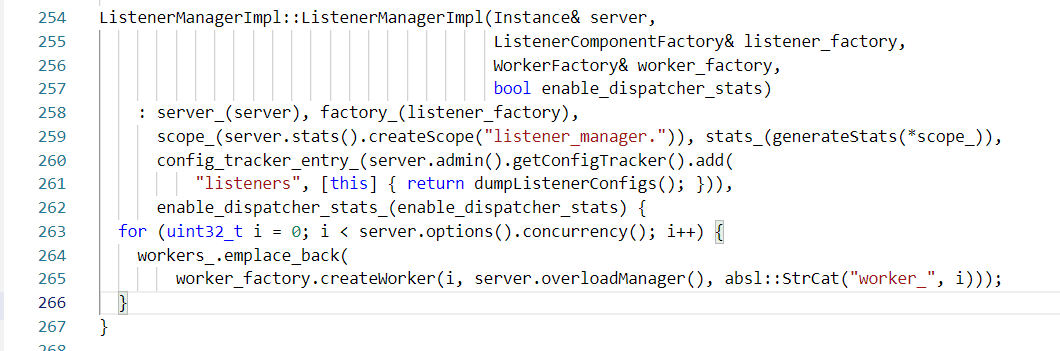 254 ListenerManagerImpl::ListenerManagerImpl(Instance& server,
255 ListenerComponentFactory& listener_factory,
256 WorkerFactory& worker_factory,
257 bool enable_dispatcher_stats)
258 : server_(server), factory_(listener_factory),
259 scope_(server.stats().createScope("listener_manager.")), stats_(generateStats(*scope_)),
260 config_tracker_entry_(server.admin().getConfigTracker().add(
261 "listeners", [this] { return dumpListenerConfigs(); })),
262 enable_dispatcher_stats_(enable_dispatcher_stats) {
263 for (uint32_t i = 0; i < server.options().concurrency(); i++) {
264 workers_.emplace_back(
265 worker_factory.createWorker(i, server.overloadManager(), absl::StrCat("worker_", i)));
266 }
267 }
268